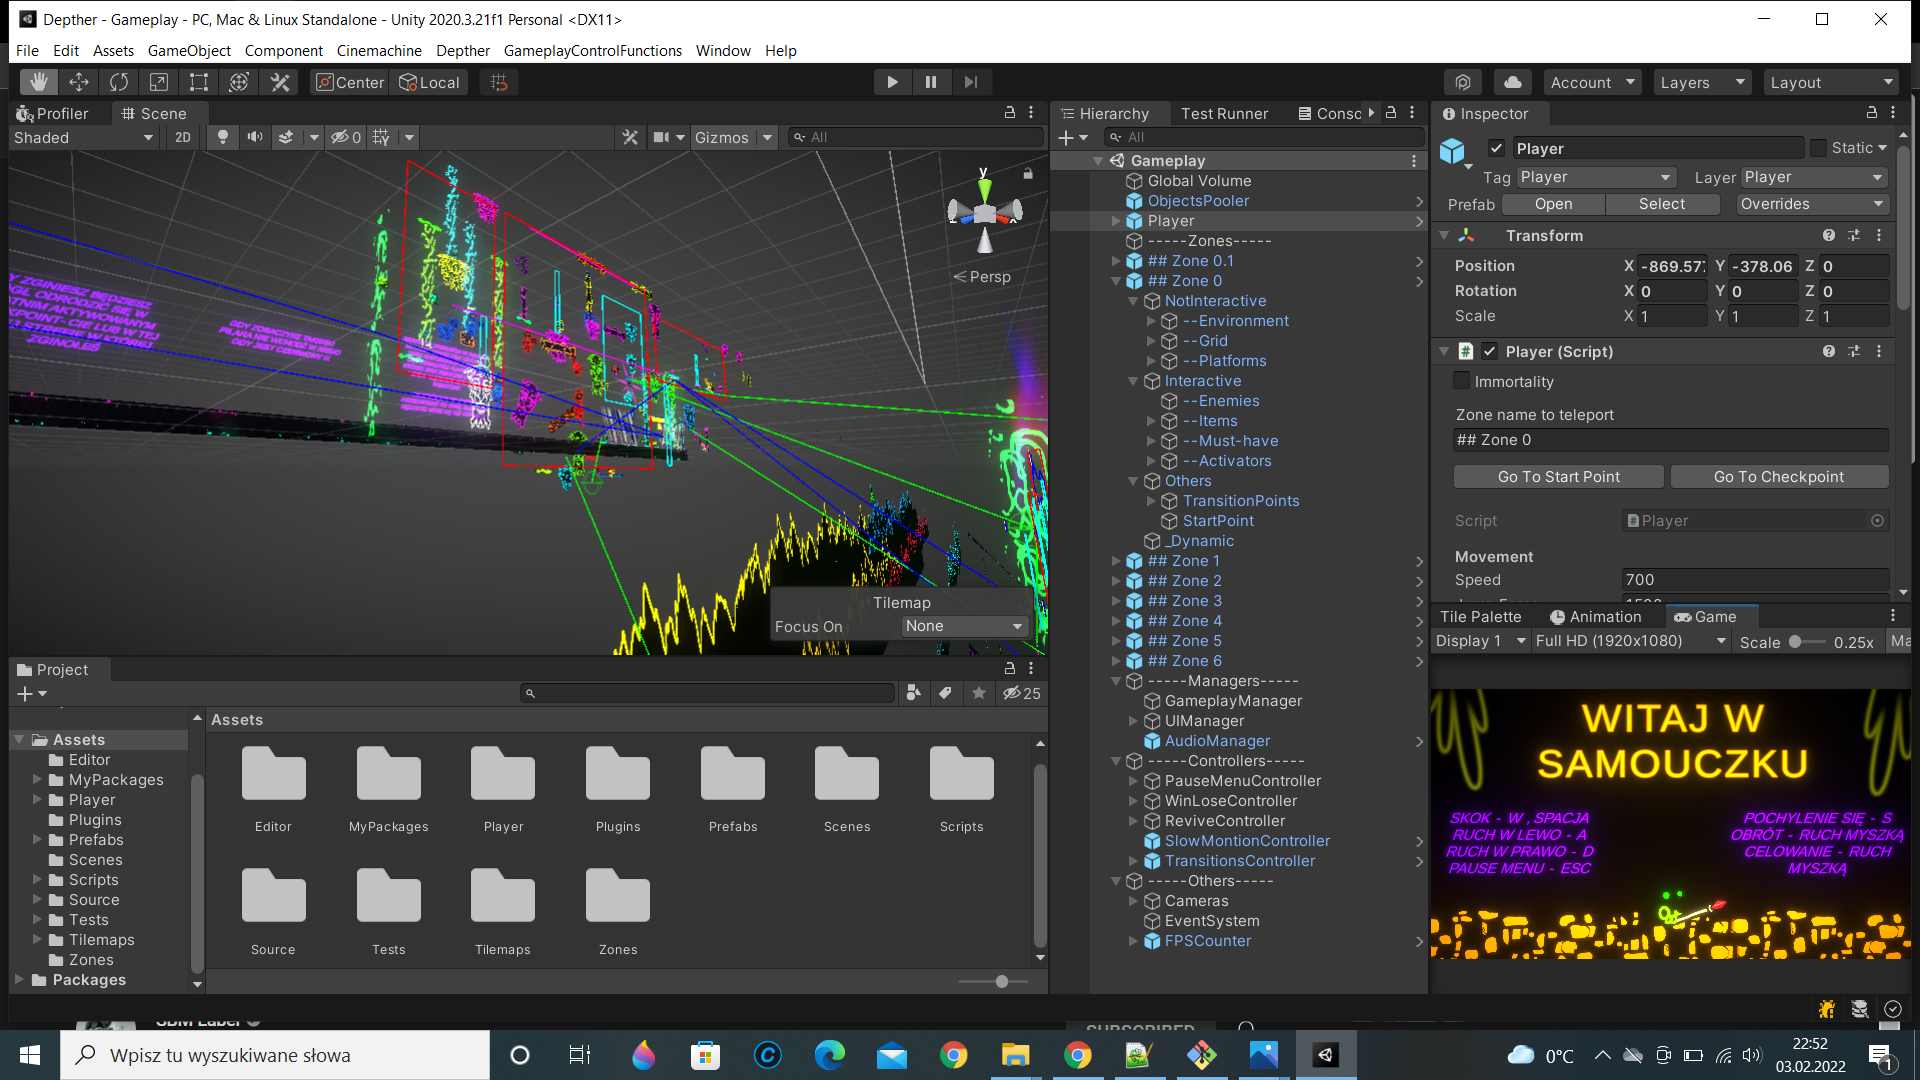 Depther - Gameplay - PC, Mac & Linux Standalone - Unity 2020.3.21f1 Personal <DX11>
File Edit Assets GameObject Component Cinemachine Depther GameplayControlFunctions Window Help
Center Local Account Layers Layout
Profiler Scene
Shaded 2D 0 Gizmos All
y
Persp
Y ZGINIESZ BĘDZIESZ
ZGINOLEŚ
Tilemap
Focus On None
Hierarchy Test Runner Conso
All
Gameplay
Global Volume
ObjectsPooler
Player
-----Zones-----
## Zone 0.1
## Zone 0
NotInteractive
--Environment
--Grid
--Platforms
Interactive
--Enemies
--Items
--Must-have
--Activators
Others
TransitionPoints
StartPoint
_Dynamic
## Zone 1
## Zone 2
## Zone 3
## Zone 4
## Zone 5
## Zone 6
-----Managers-----
GameplayManager
UIManager
AudioManager
-----Controllers-----
PauseMenuController
WinLoseController
ReviveController
SlowMontionController
TransitionsController
-----Others-----
Cameras
EventSystem
FPSCounter
Inspector
Player Static
Tag Player Layer Player
Prefab Open Select Overrides
Transform
Position X -869.577 Y -378.06 Z 0
Rotation X 0 Y 0 Z 0
Scale X 1 Y 1 Z 1
Player (Script)
Immortality
Zone name to teleport
## Zone 0
Go To Start Point Go To Checkpoint
Script Player
Movement
Speed 700
Tile Palette Animation Game
Display 1 Full HD (1920x1080) Scale 0.25x Ma
WITAJ W
SAMOUCZKU
SKOK - W , SPACJA
RUCH W LEWO - A
RUCH W PRAWO - D
PAUSE MENU - ESC
POCHYLENIE SIĘ - S
OBRÓT - RUCH MYSZKĄ
CELOWANIE - RUCH
MYSZKĄ
Project
25
Assets
Editor
MyPackages
Player
Plugins
Prefabs
Scenes
Scripts
Source
Tests
Tilemaps
Zones
Packages
Assets
Editor MyPackages Player Plugins Prefabs Scenes Scripts
Source Tests Tilemaps Zones
SUBSCRIBED
Wpisz tu wyszukiwane słowa
0°C
22:52
03.02.2022
1